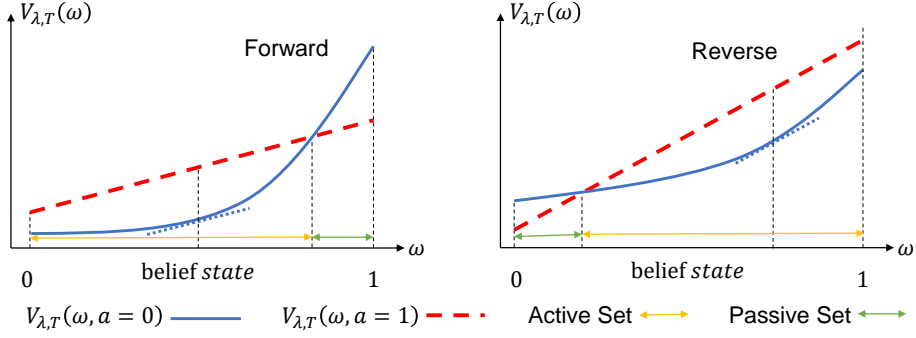 V_{λ,T}(ω)
Forward
ω
0
1
belief state
V_{λ,T}(ω)
Reverse
ω
0
1
belief state
V_{λ,T}(ω, a = 0)
V_{λ,T}(ω, a = 1)
Active Set
Passive Set